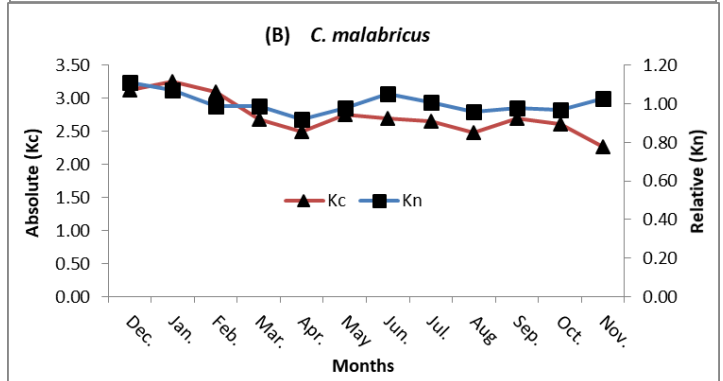 (B) C. malabricus
3.50
3.00
2.50
2.00
1.50
1.00
0.50
0.00
Absolute (Kc)
1.20
1.00
0.80
0.60
0.40
0.20
0.00
Relative (Kn)
Kc Kn
Dec. Jan. Feb. Mar. Apr. May Jun. Jul. Aug Sep. Oct. Nov.
Months